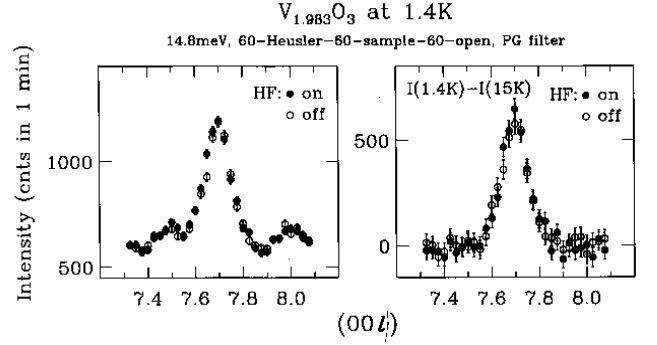 V1.983O3 at 1.4K
14.8meV, 60-Heusler-60-sample-60-open, PG filter
Intensity (cnts in 1 min)
HF: ● on
○ off
1000
500
7.4 7.6 7.8 8.0
I(1.4K)-I(15K)
HF: ● on
○ off
500
0
7.4 7.6 7.8 8.0
(00l)